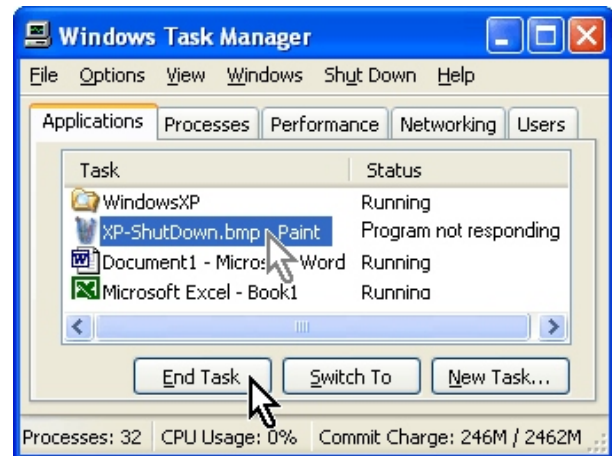 Windows Task Manager
File Options View Windows Shut Down Help
Applications Processes Performance Networking Users
Task Status
WindowsXP Running
XP-ShutDown.bmp - Paint Program not responding
Document1 - Microsoft Word Running
Microsoft Excel - Book1 Running
End Task Switch To New Task...
Processes: 32 CPU Usage: 0% Commit Charge: 246M / 2462M